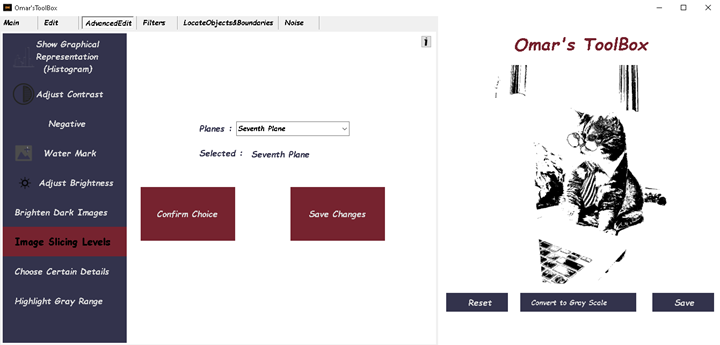 Omar'sToolBox
Main Edit AdvancedEdit Filters LocateObjects&Boundaries Noise
Show Graphical
Representation
(Histogram)
Adjust Contrast
Negative
Water Mark
Adjust Brightness
Brighten Dark Images
Image Slicing Levels
Choose Certain Details
Highlight Gray Range
Planes : Seventh Plane
Selected : Seventh Plane
Confirm Choice
Save Changes
Omar's ToolBox
Reset
Convert to Gray Scale
Save